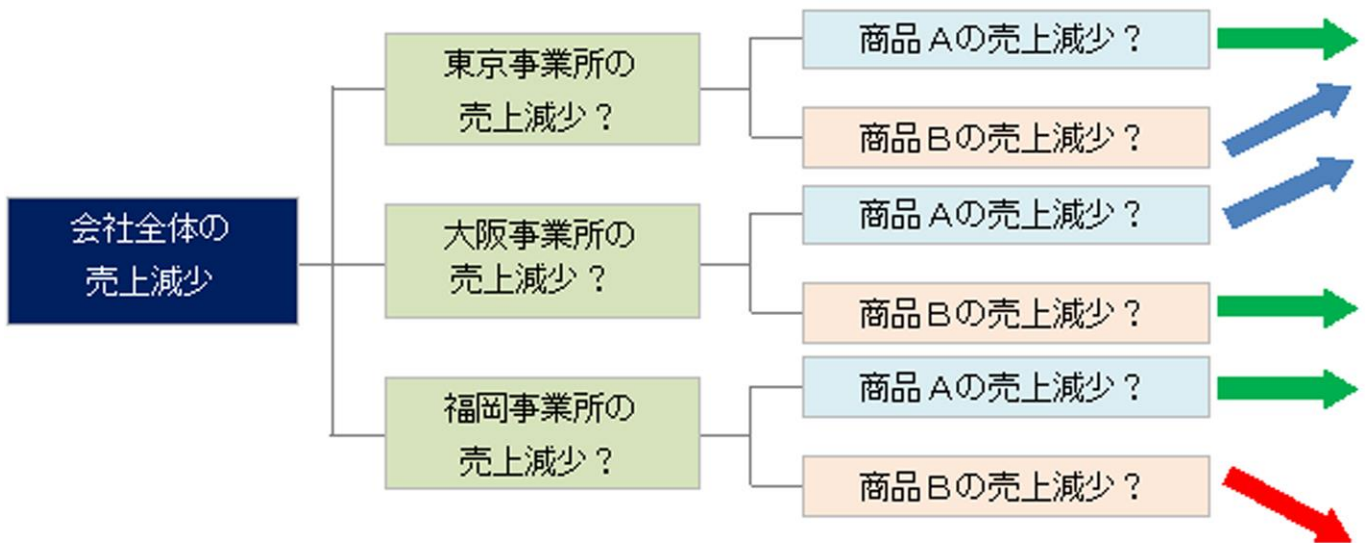 会社全体の
売上減少
東京事業所の
売上減少？
商品Ａの売上減少？
商品Ｂの売上減少？
大阪事業所の
売上減少？
商品Ａの売上減少？
商品Ｂの売上減少？
福岡事業所の
売上減少？
商品Ａの売上減少？
商品Ｂの売上減少？